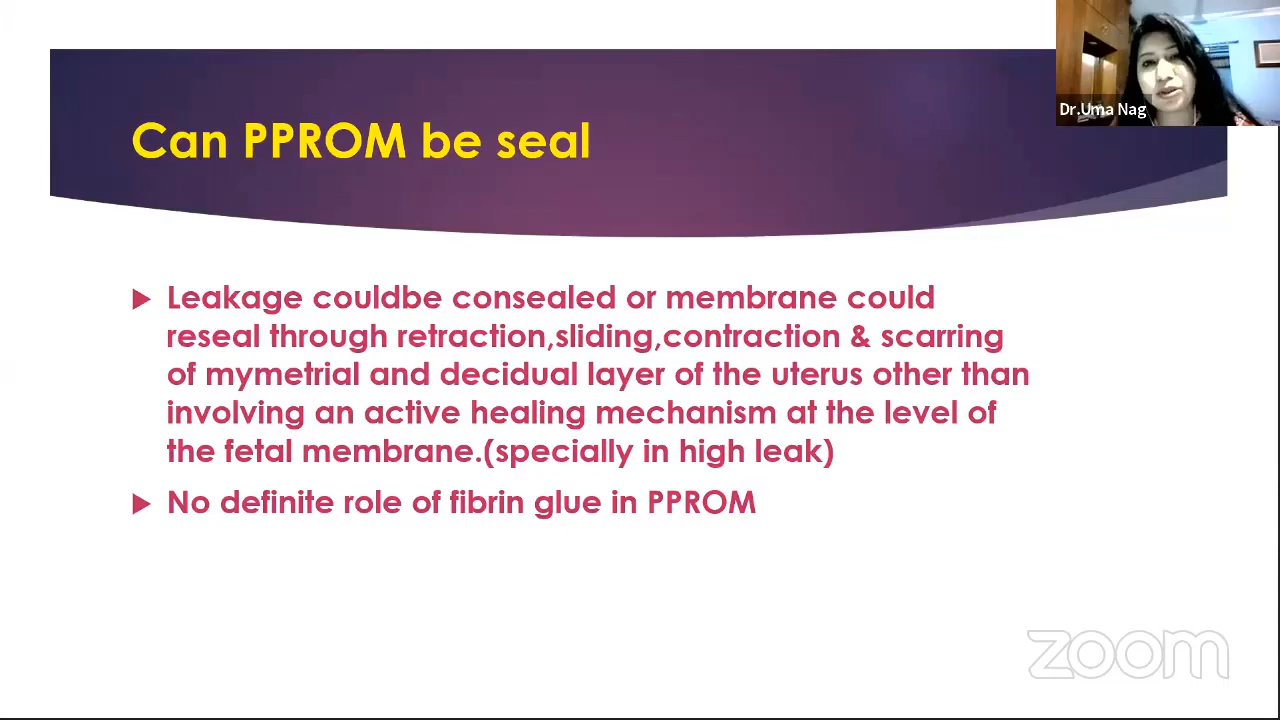 Dr.Uma Nag
Can PPROM be seal
Leakage couldbe consealed or membrane could
reseal through retraction,sliding,contraction & scarring
of mymetrial and decidual layer of the uterus other than
involving an active healing mechanism at the level of
the fetal membrane.(specially in high leak)
No definite role of fibrin glue in PPROM
zoom